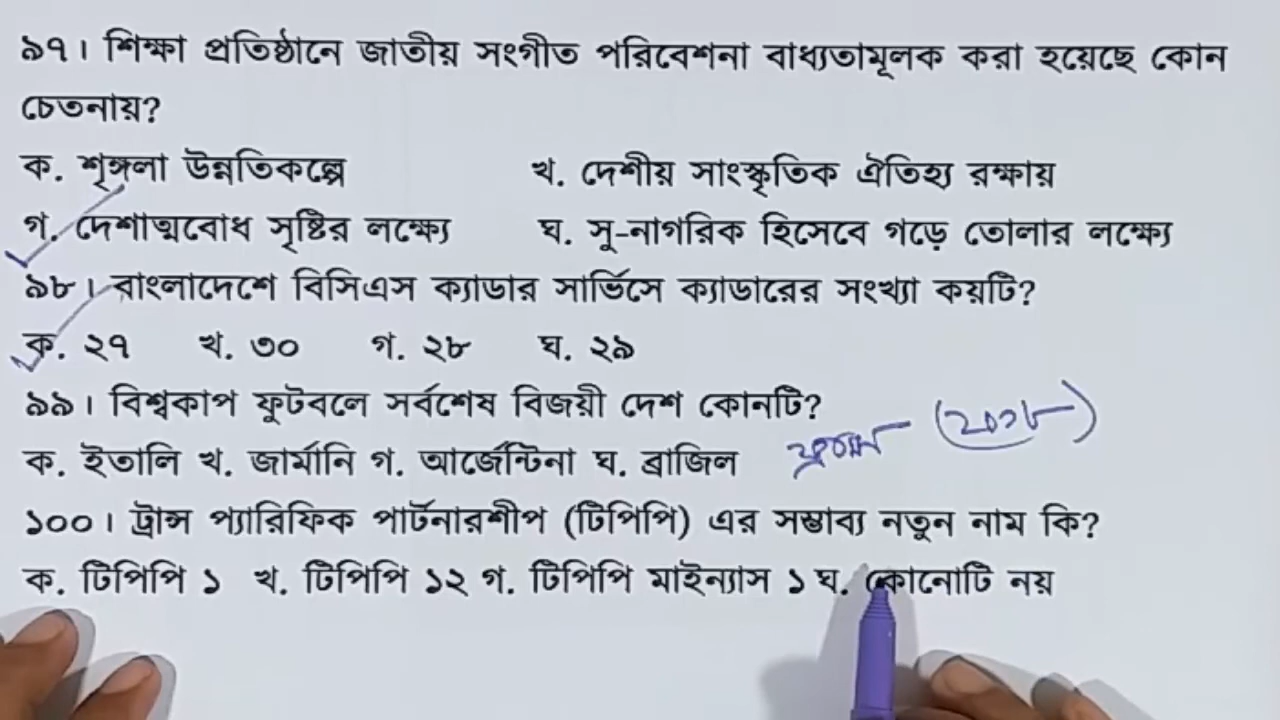 ৯৭। শিক্ষা প্রতিষ্ঠানে জাতীয় সংগীত পরিবেশনা বাধ্যতামূলক করা হয়েছে কোন
চেতনায়?
ক. শৃঙ্গলা উন্নতিকল্পে খ. দেশীয় সাংস্কৃতিক ঐতিহ্য রক্ষায়
গ. দেশাত্মবোধ সৃষ্টির লক্ষ্যে ঘ. সু-নাগরিক হিসেবে গড়ে তোলার লক্ষ্যে
৯৮। বাংলাদেশে বিসিএস ক্যাডার সার্ভিসে ক্যাডারের সংখ্যা কয়টি?
ক. ২৭ খ. ৩০ গ. ২৮ ঘ. ২৯
৯৯। বিশ্বকাপ ফুটবলে সর্বশেষ বিজয়ী দেশ কোনটি?
ক. ইতালি খ. জার্মানি গ. আর্জেন্টিনা ঘ. ব্রাজিল (২০১৮)
১০০। ট্রান্স প্যারিফিক পার্টনারশীপ (টিপিপি) এর সম্ভাব্য নতুন নাম কি?
ক. টিপিপি ১ খ. টিপিপি ১২ গ. টিপিপি মাইন্যাস ১ ঘ. কোনোটি নয়